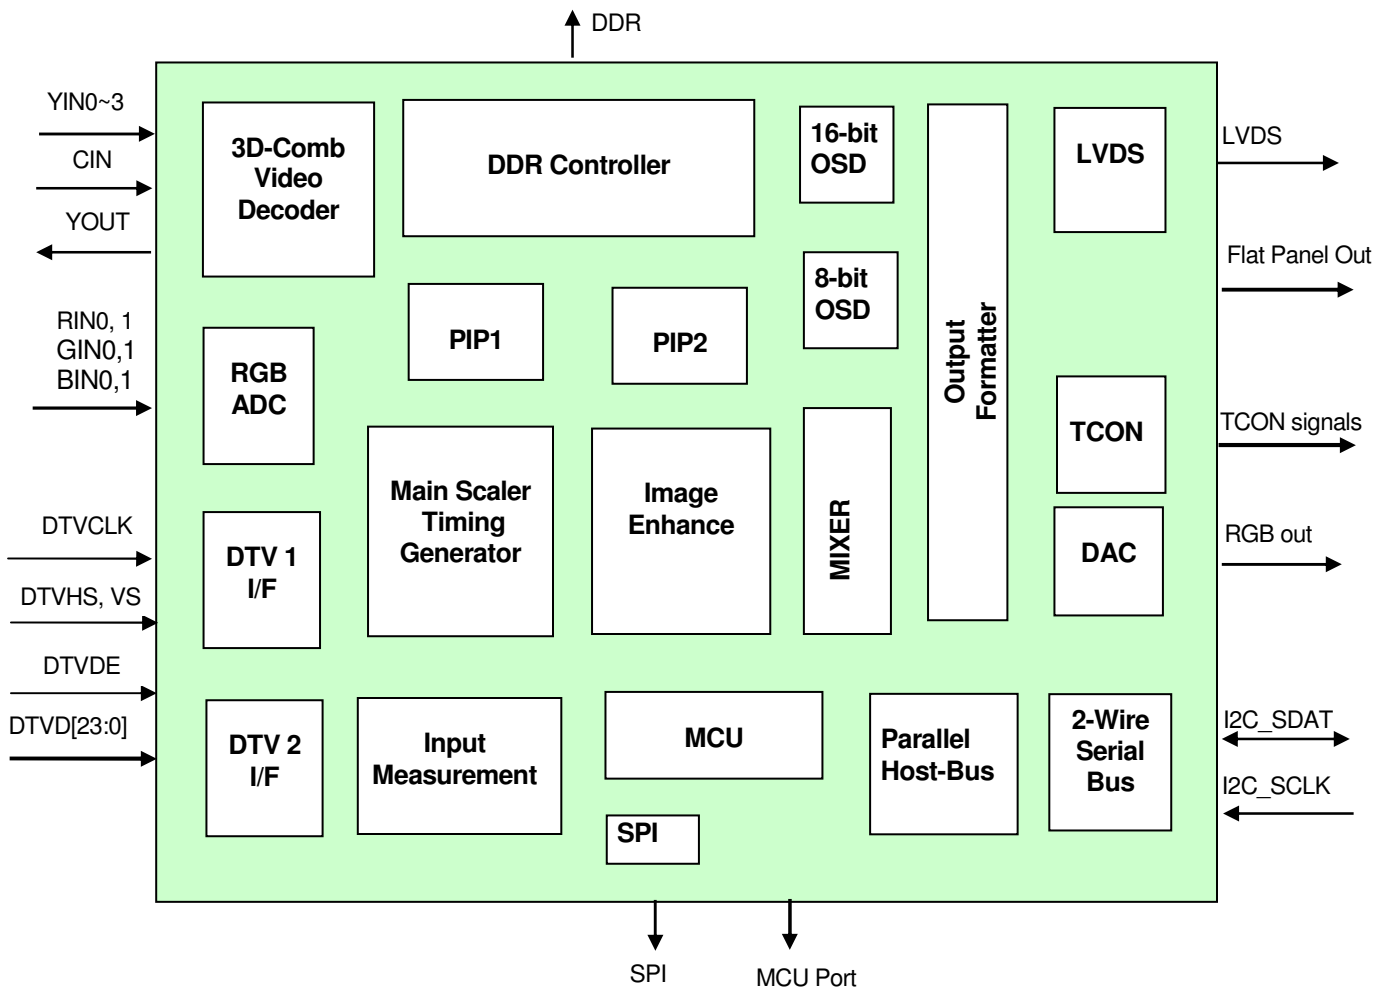 DDR
YIN0~3
CIN
YOUT
RIN0, 1
GIN0,1
BIN0,1
DTVCLK
DTVHS, VS
DTVDE
DTVD[23:0]
3D-Comb
Video
Decoder
DDR Controller
16-bit
OSD
LVDS
8-bit
OSD
PIP1
PIP2
Output
Formatter
RGB
ADC
TCON
Main Scaler
Timing
Generator
Image
Enhance
MIXER
DAC
DTV 1
I/F
DTV 2
I/F
Input
Measurement
MCU
Parallel
Host-Bus
2-Wire
Serial
Bus
SPI
LVDS
Flat Panel Out
TCON signals
RGB out
I2C_SDAT
I2C_SCLK
SPI
MCU Port